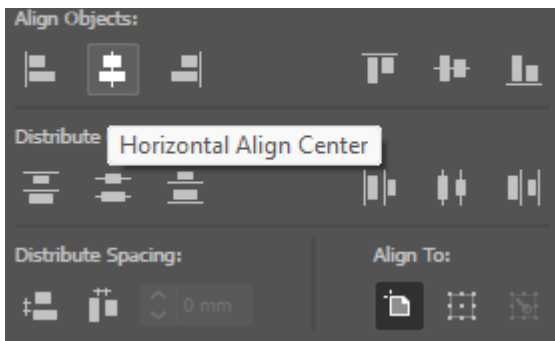 Align Objects:
Distribute
Horizontal Align Center
Distribute Spacing:
Align To:
0 mm